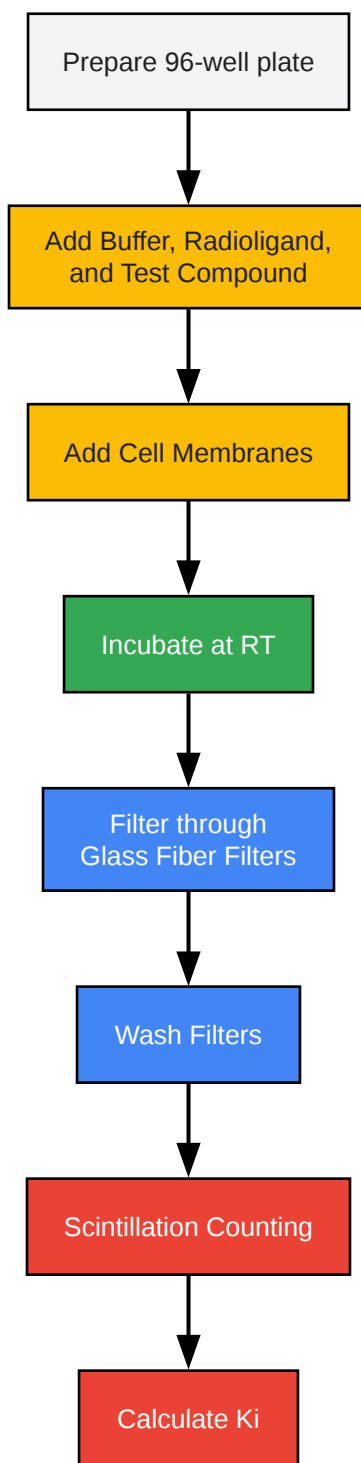 Prepare 96-well plate
Add Buffer, Radioligand,
and Test Compound
Add Cell Membranes
Incubate at RT
Filter through
Glass Fiber Filters
Wash Filters
Scintillation Counting
Calculate Ki